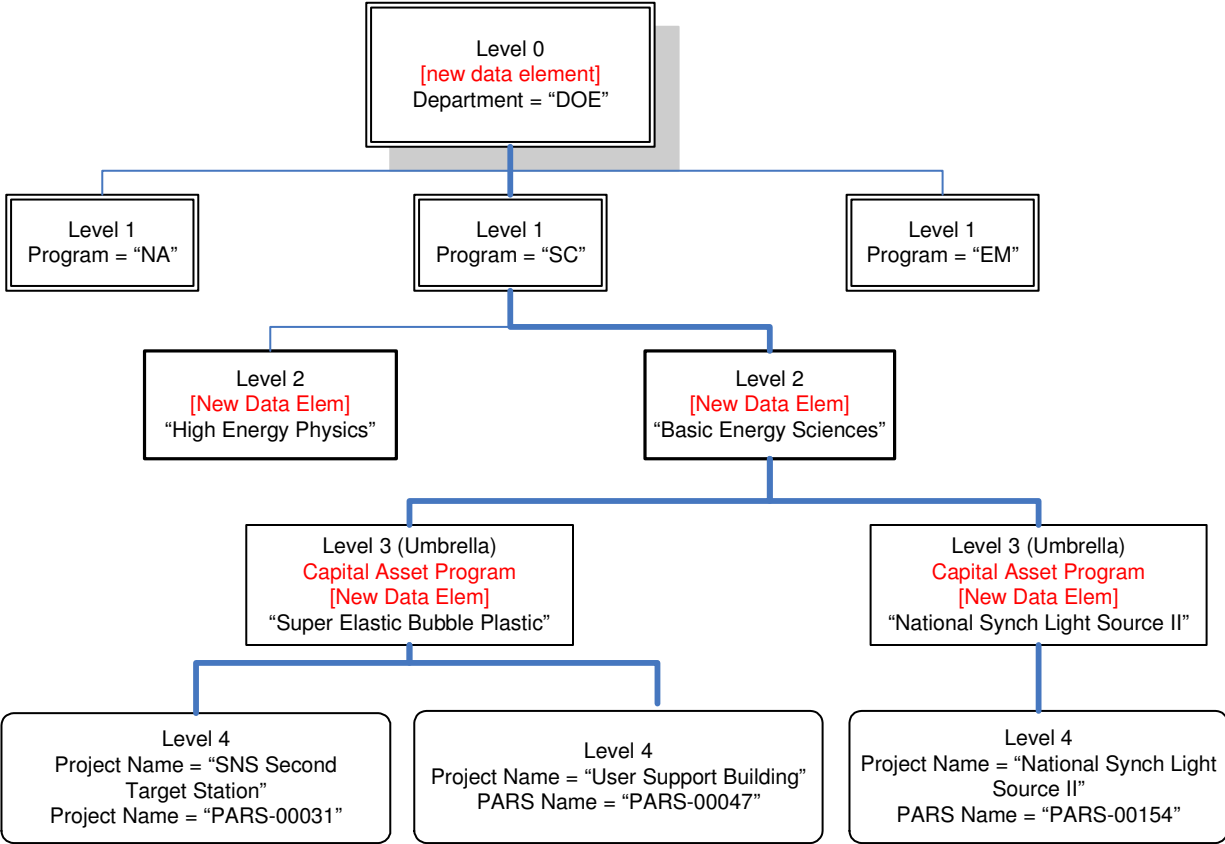 Level 0
[new data element]
Department = “DOE”
Level 1
Program = “NA”
Level 1
Program = “SC”
Level 1
Program = “EM”
Level 2
[New Data Elem]
“High Energy Physics”
Level 2
[New Data Elem]
“Basic Energy Sciences”
Level 3 (Umbrella)
Capital Asset Program
[New Data Elem]
“Super Elastic Bubble Plastic”
Level 3 (Umbrella)
Capital Asset Program
[New Data Elem]
“National Synch Light Source II”
Level 4
Project Name = “SNS Second
Target Station”
Project Name = “PARS-00031”
Level 4
Project Name = “User Support Building”
PARS Name = “PARS-00047”
Level 4
Project Name = “National Synch Light
Source II”
PARS Name = “PARS-00154”